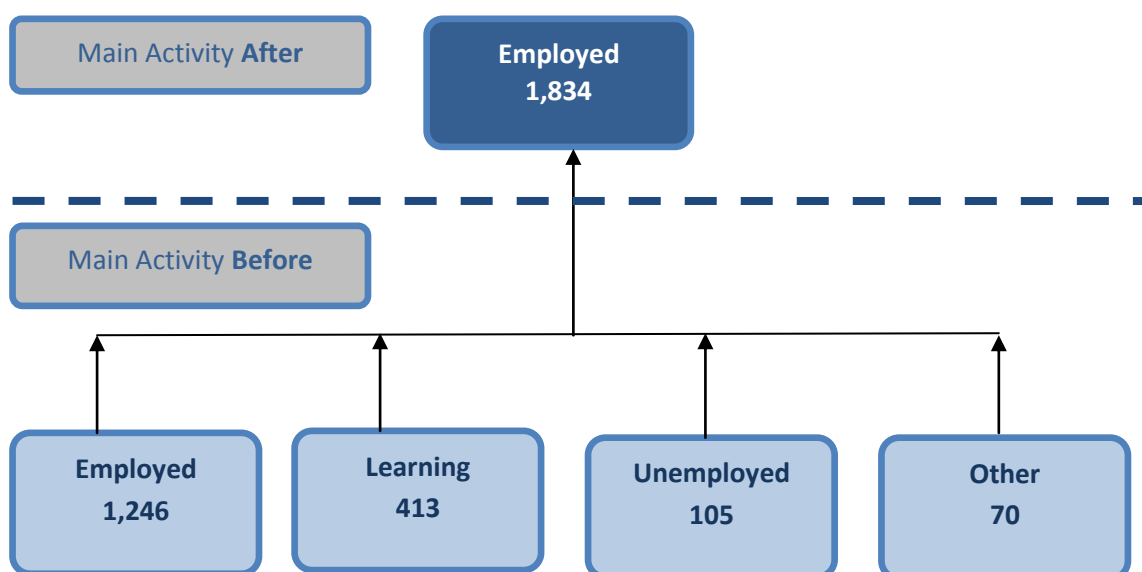 Main Activity After
Employed
1,834
Main Activity Before
Employed
1,246
Learning
413
Unemployed
105
Other
70